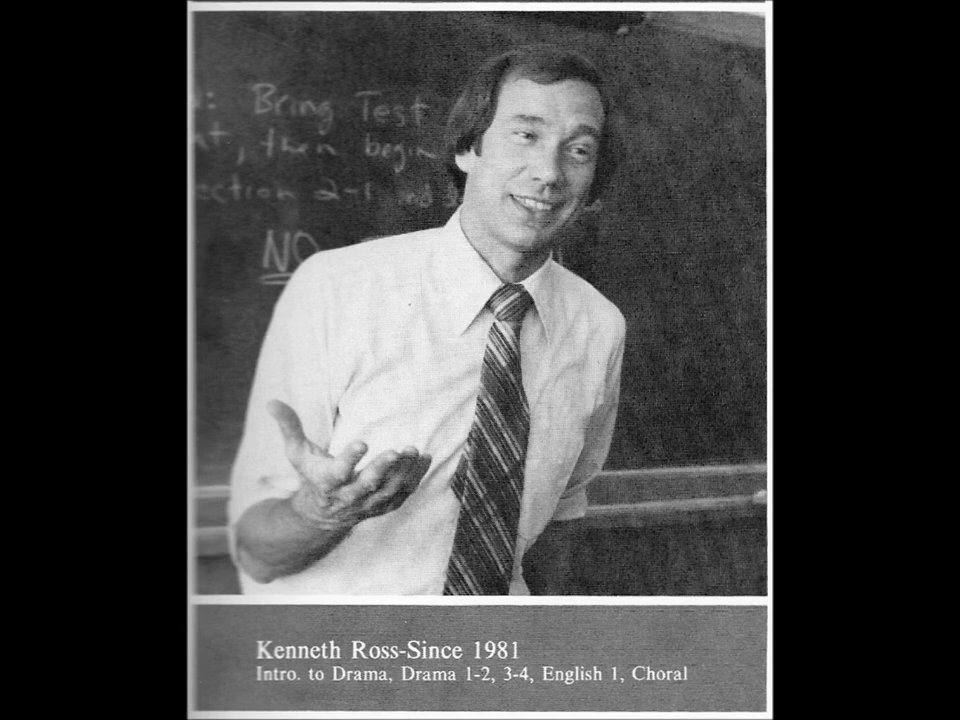 : Bring Test
, then begin
ection 2-1 and
NO
Kenneth Ross-Since 1981
Intro. to Drama, Drama 1-2, 3-4, English 1, Choral